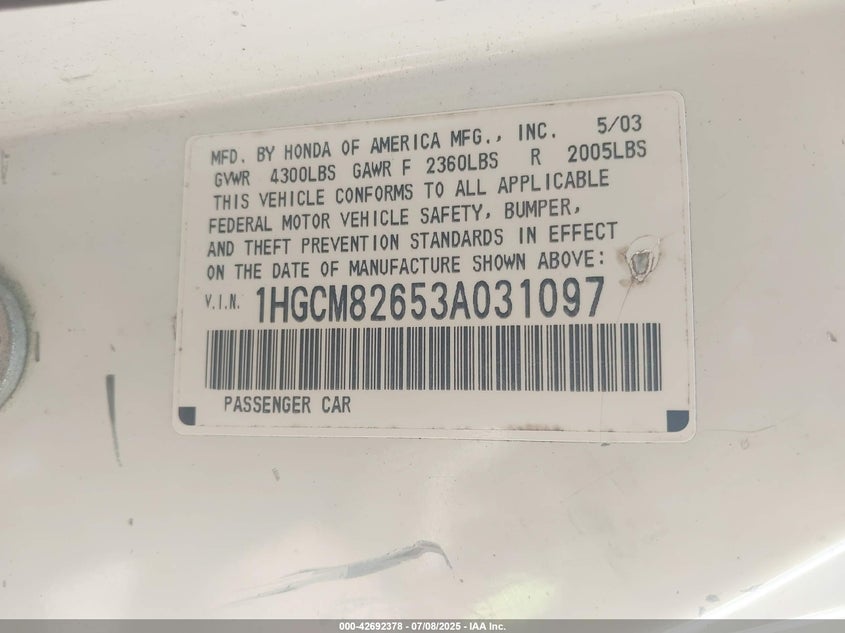 MFD. BY HONDA OF AMERICA MFG., INC. 5/03
GVWR 4300LBS GAWR F 2360LBS R 2005LBS
THIS VEHICLE CONFORMS TO ALL APPLICABLE
FEDERAL MOTOR VEHICLE SAFETY, BUMPER,
AND THEFT PREVENTION STANDARDS IN EFFECT
ON THE DATE OF MANUFACTURE SHOWN ABOVE:
V.I.N. 1HGCM82653A031097
PASSENGER CAR
000-42692378 - 07/08/2025 - IAA Inc.